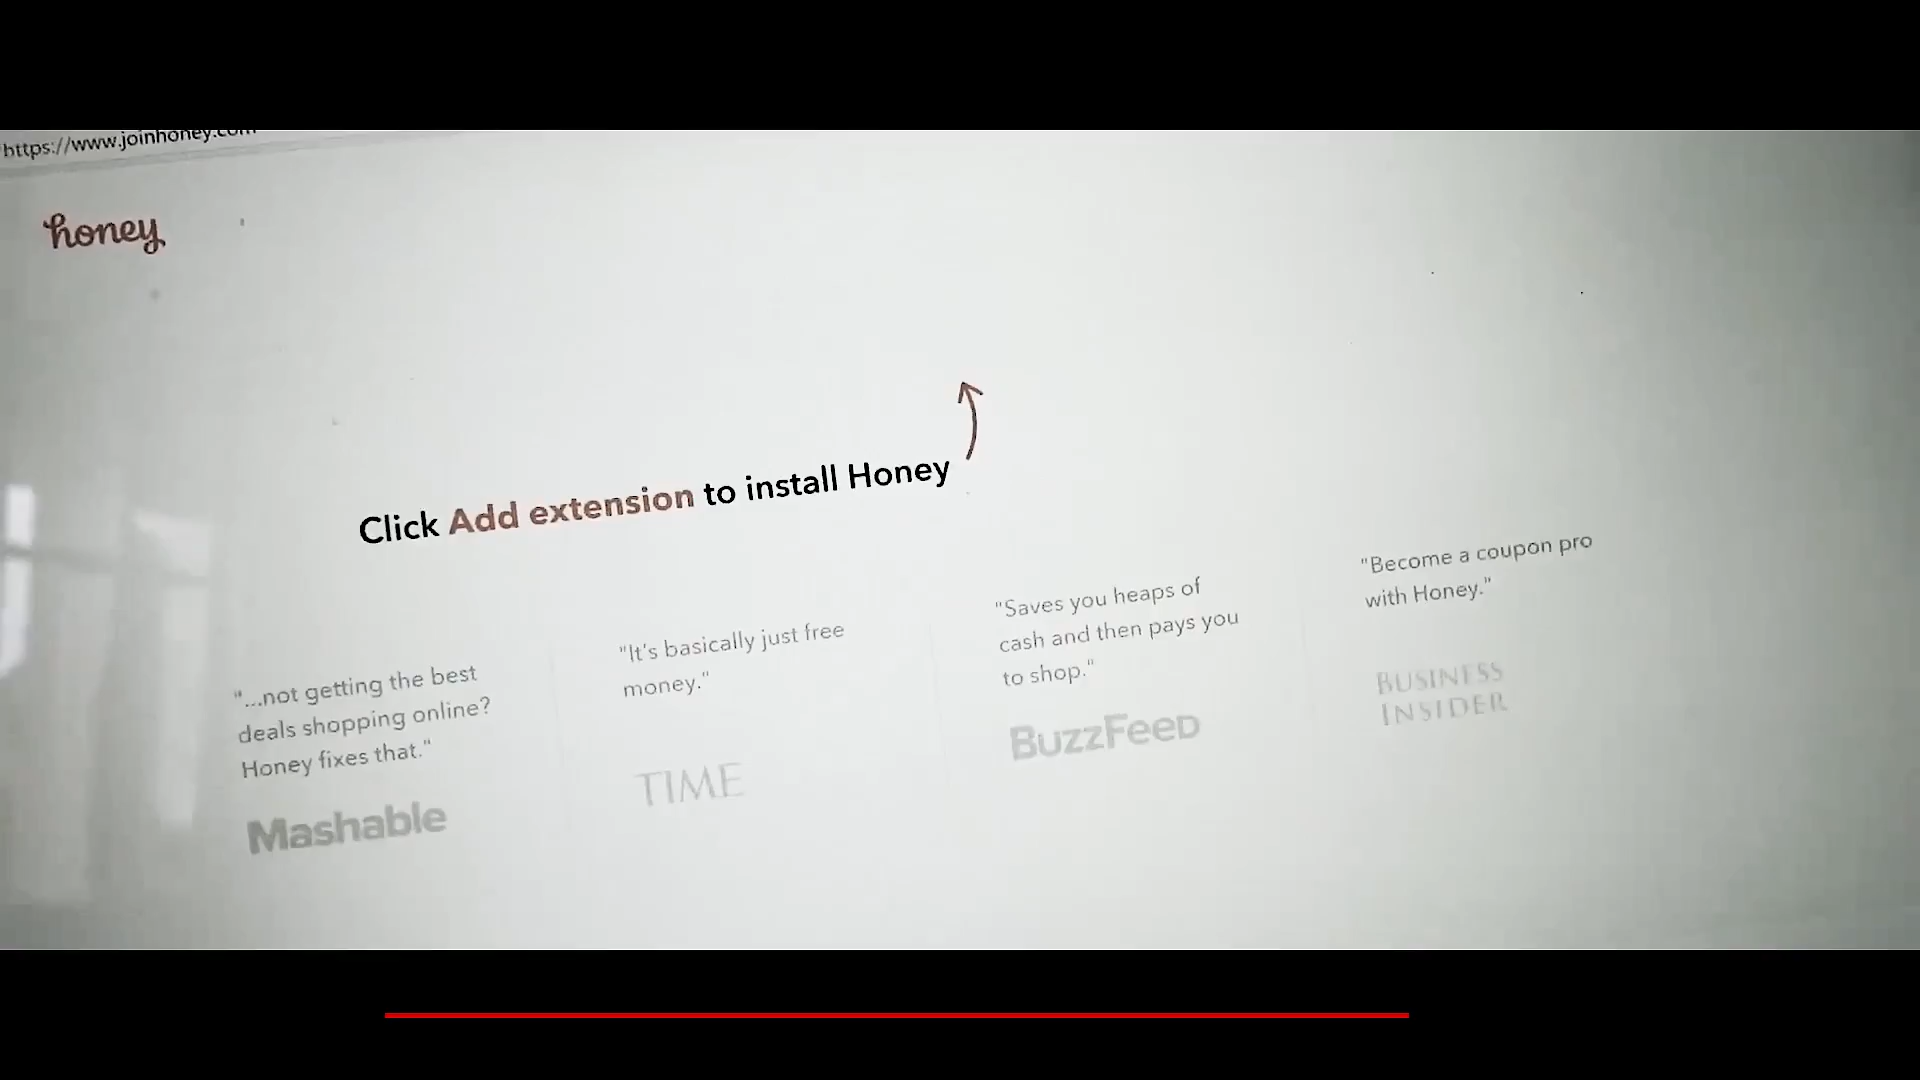 https://www.joinhoney.com
honey
Click Add extension to install Honey
"...not getting the best
deals shopping online?
Honey fixes that."
Mashable
"It's basically just free
money."
TIME
"Saves you heaps of
cash and then pays you
to shop."
BuzzFeed
"Become a coupon pro
with Honey."
BUSINESS
INSIDER